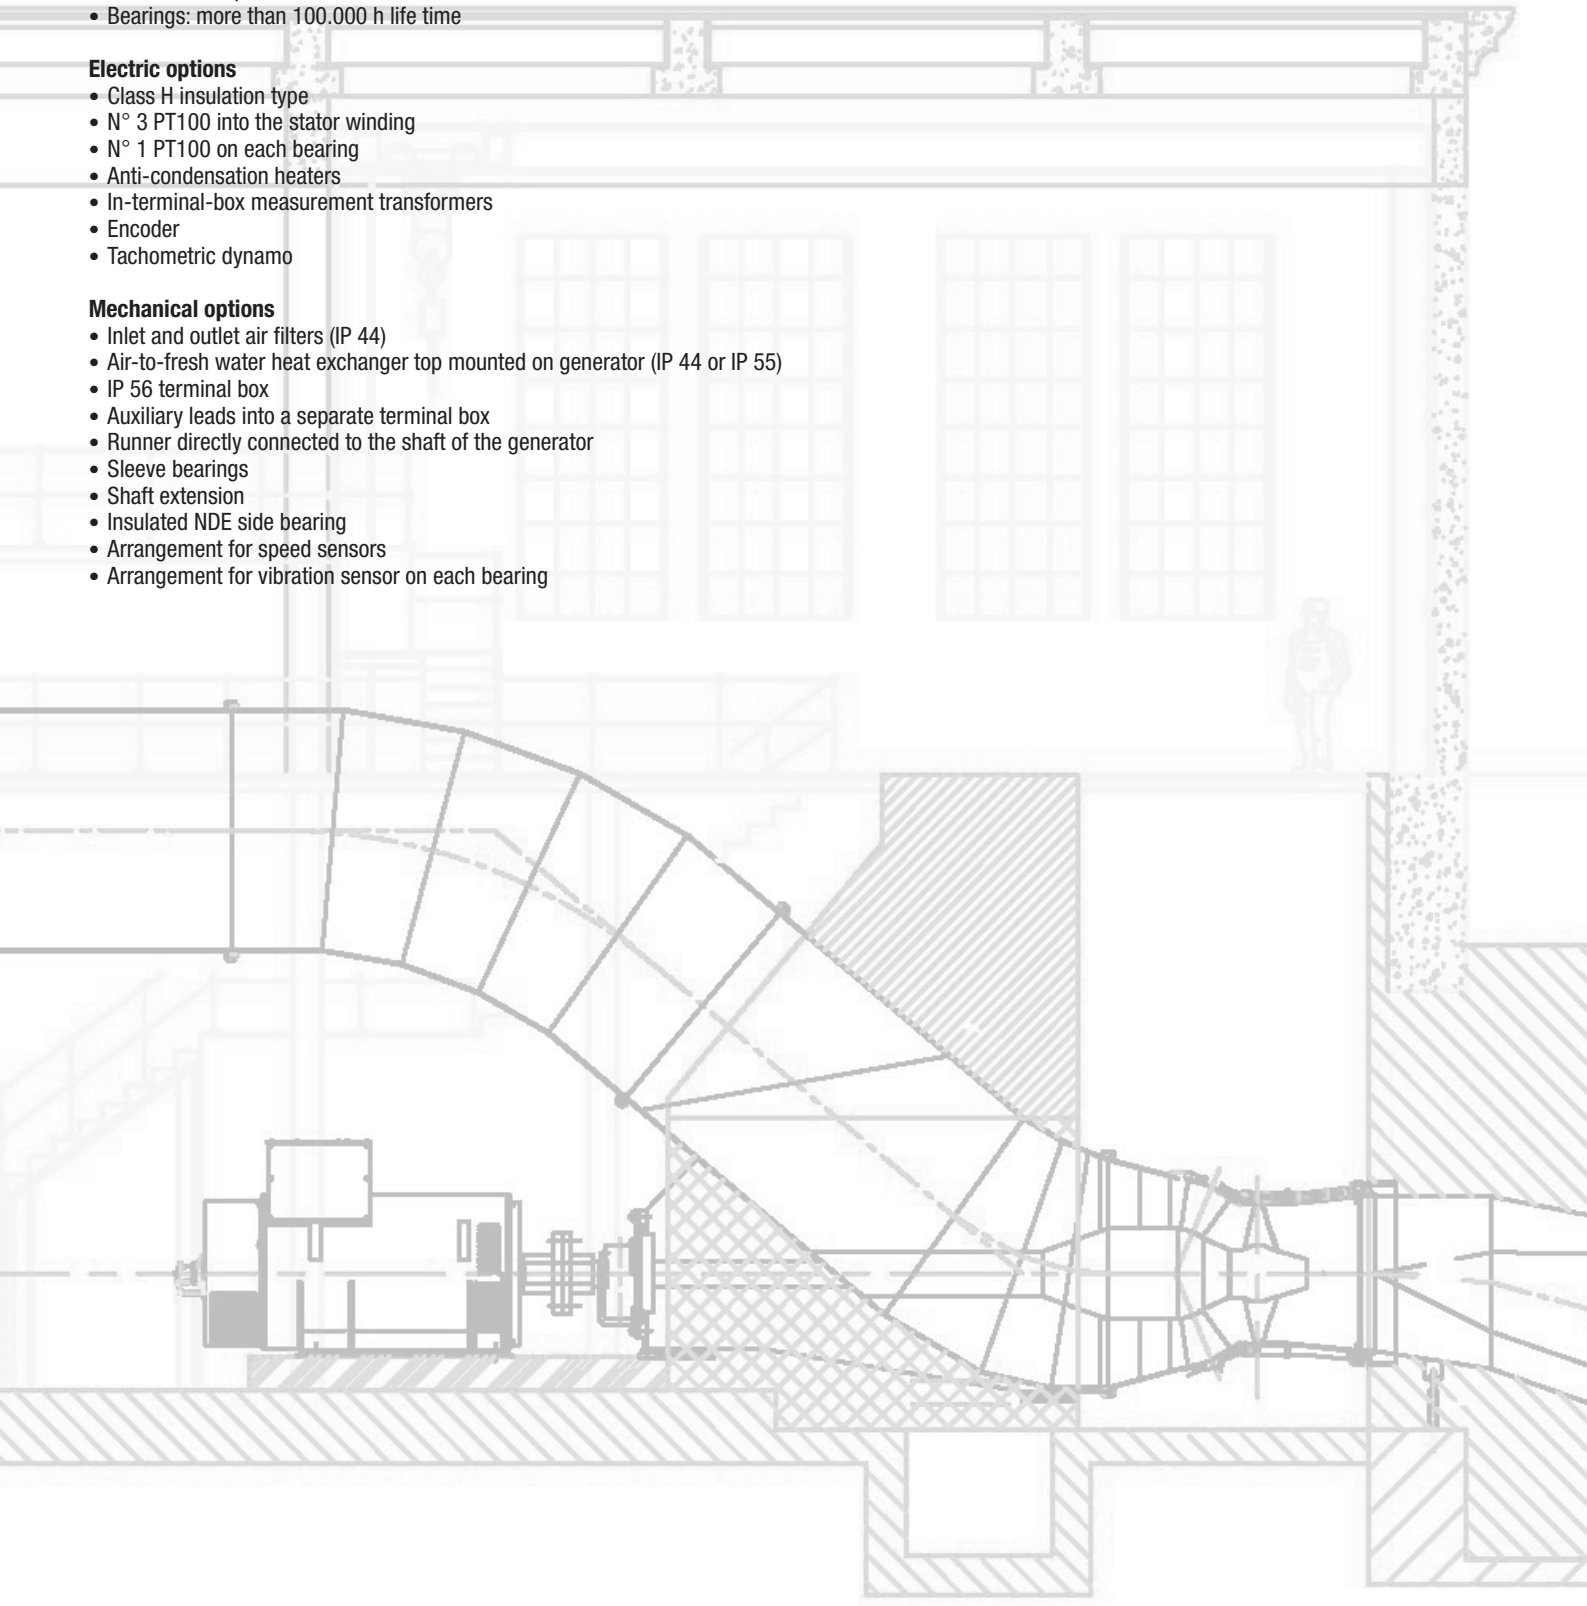 • Bearings: more than 100.000 h life time
Electric options
• Class H insulation type
• N° 3 PT100 into the stator winding
• N° 1 PT100 on each bearing
• Anti-condensation heaters
• In-terminal-box measurement transformers
• Encoder
• Tachometric dynamo
Mechanical options
• Inlet and outlet air filters (IP 44)
• Air-to-fresh water heat exchanger top mounted on generator (IP 44 or IP 55)
• IP 56 terminal box
• Auxiliary leads into a separate terminal box
• Runner directly connected to the shaft of the generator
• Sleeve bearings
• Shaft extension
• Insulated NDE side bearing
• Arrangement for speed sensors
• Arrangement for vibration sensor on each bearing